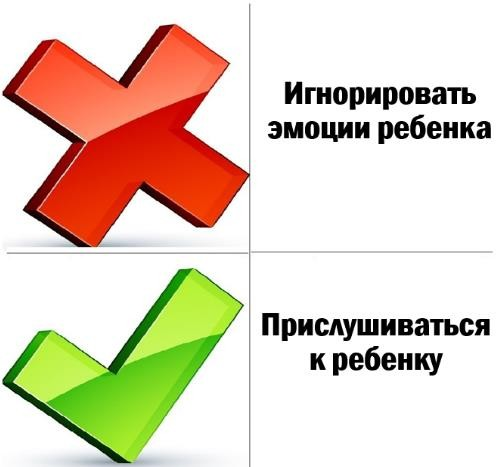 Игнорировать
эмоции ребенка
Прислушиваться
к ребенку